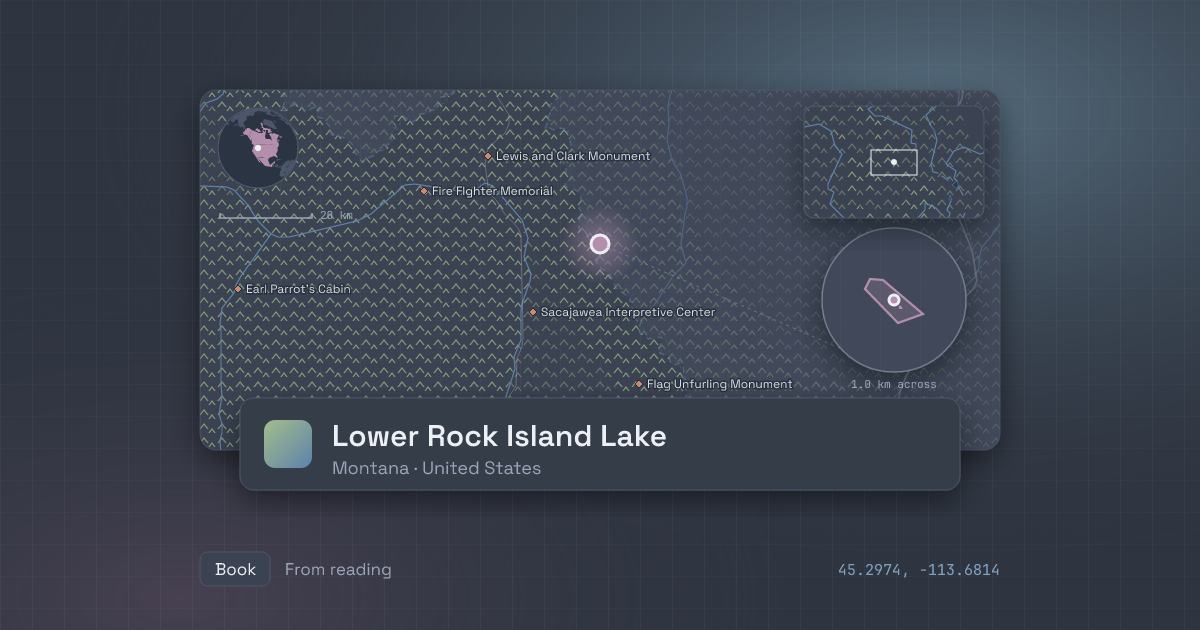 Lewis and Clark Monument
Fire FIghter Memorial
20 km
Earl Parrot's Cabin
Sacajawea Interpretive Center
Flag Unfurling Monument
1.0 km across
Lower Rock Island Lake
Montana · United States
Book
From reading
45.2974, -113.6814